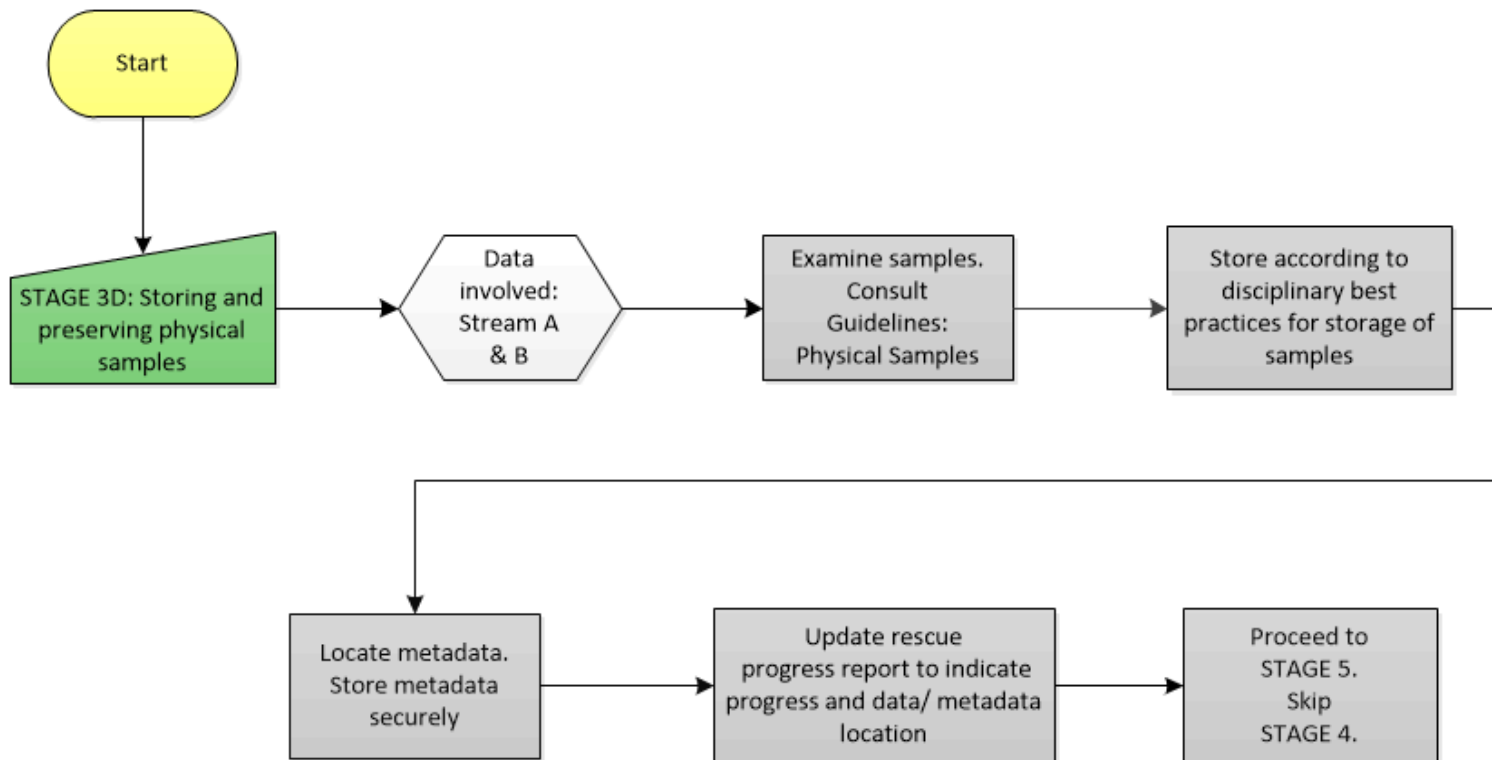 Start
STAGE 3D: Storing and
preserving physical
samples
Data
involved:
Stream A
& B
Examine samples.
Consult
Guidelines:
Physical Samples
Store according to
disciplinary best
practices for storage of
samples
Locate metadata.
Store metadata
securely
Update rescue
progress report to indicate
progress and data/ metadata
location
Proceed to
STAGE 5.
Skip
STAGE 4.